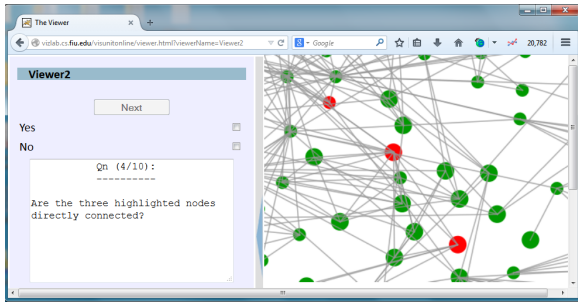 The Viewer
vizlab.cs.fiu.edu/visunitonline/viewer.html?viewerName=Viewer2
Google
20,782
Viewer2
Next
Yes
No
Qn (4/10):
----------
Are the three highlighted nodes
directly connected?